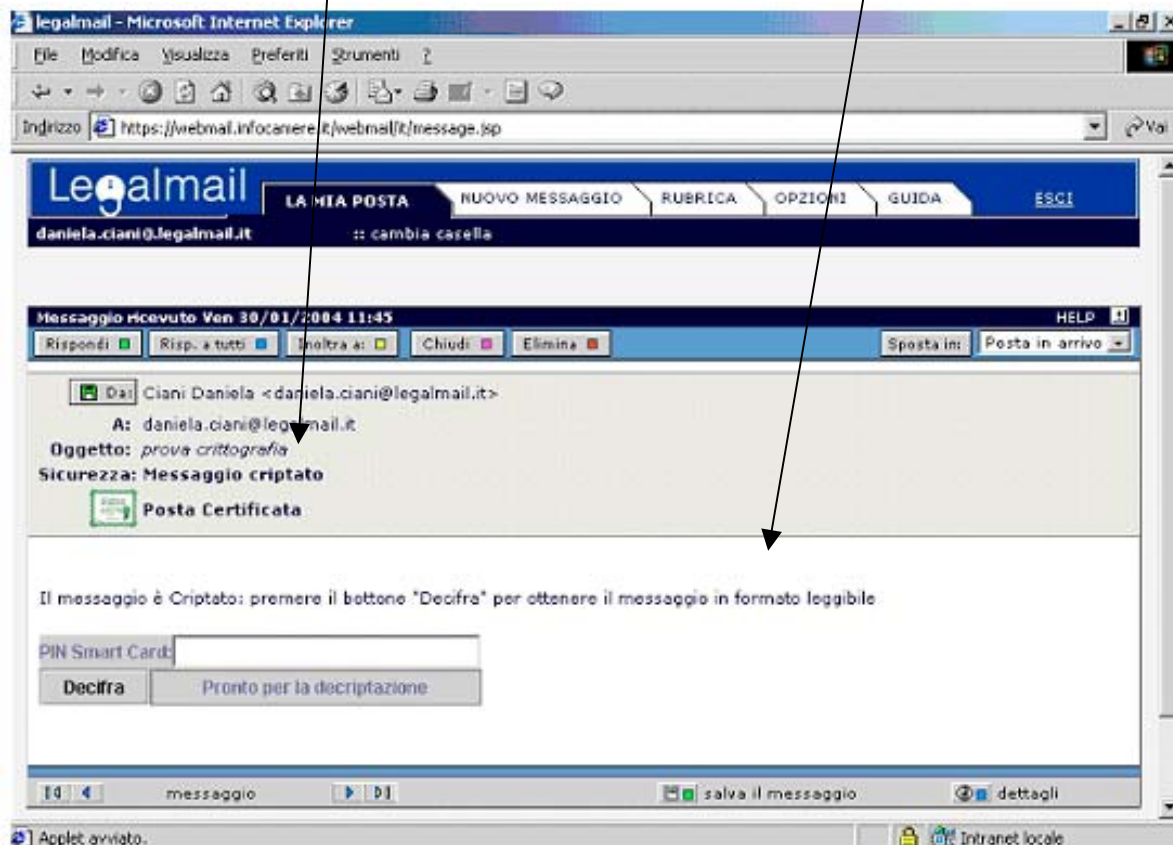 legalmail - Microsoft Internet Explorer
File Modifica Visualizza Preferiti Strumenti ?
Indirizzo https://webmail.infocamere.it/webmail/it/message.jsp Vai
Legalmail LA MIA POSTA NUOVO MESSAGGIO RUBRICA OPZIONI GUIDA ESCI
daniela.ciani@legalmail.it :: cambia casella
Messaggio ricevuto Ven 30/01/2004 11:45 HELP
Rispondi Risp. a tutti Inoltra a: Chiudi Elimina Sposta in: Posta in arrivo
Da: Ciani Daniela <daniela.ciani@legalmail.it>
A: daniela.ciani@legalmail.it
Oggetto: prova crittografia
Sicurezza: Messaggio criptato
Posta Certificata
Il messaggio è Criptato: premere il bottone "Decifra" per ottenere il messaggio in formato leggibile
PIN Smart Card:
Decifra Pronto per la decriptazione
messaggio salva il messaggio dettagli
Applet avviato. Intranet locale